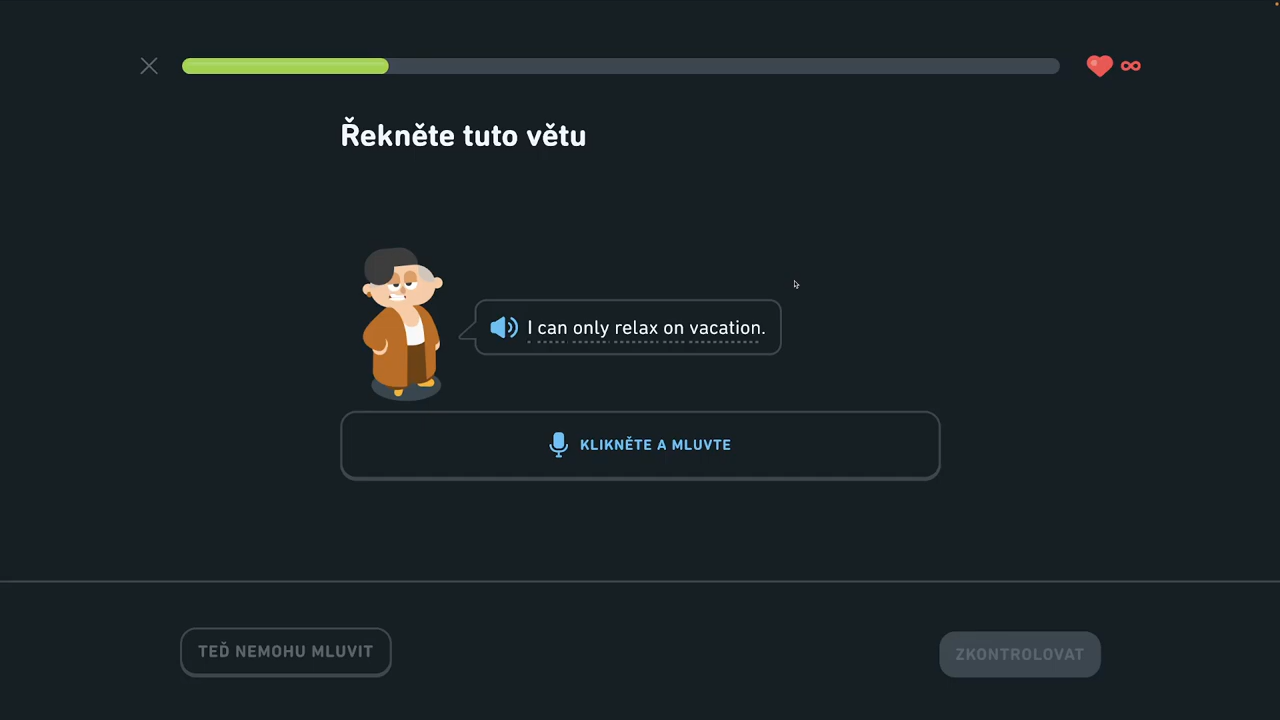 Řekněte tuto větu
I can only relax on vacation.
KLIKNĚTE A MLUVTE
TEĎ NEMOHU MLUVIT
ZKONTROLOVAT